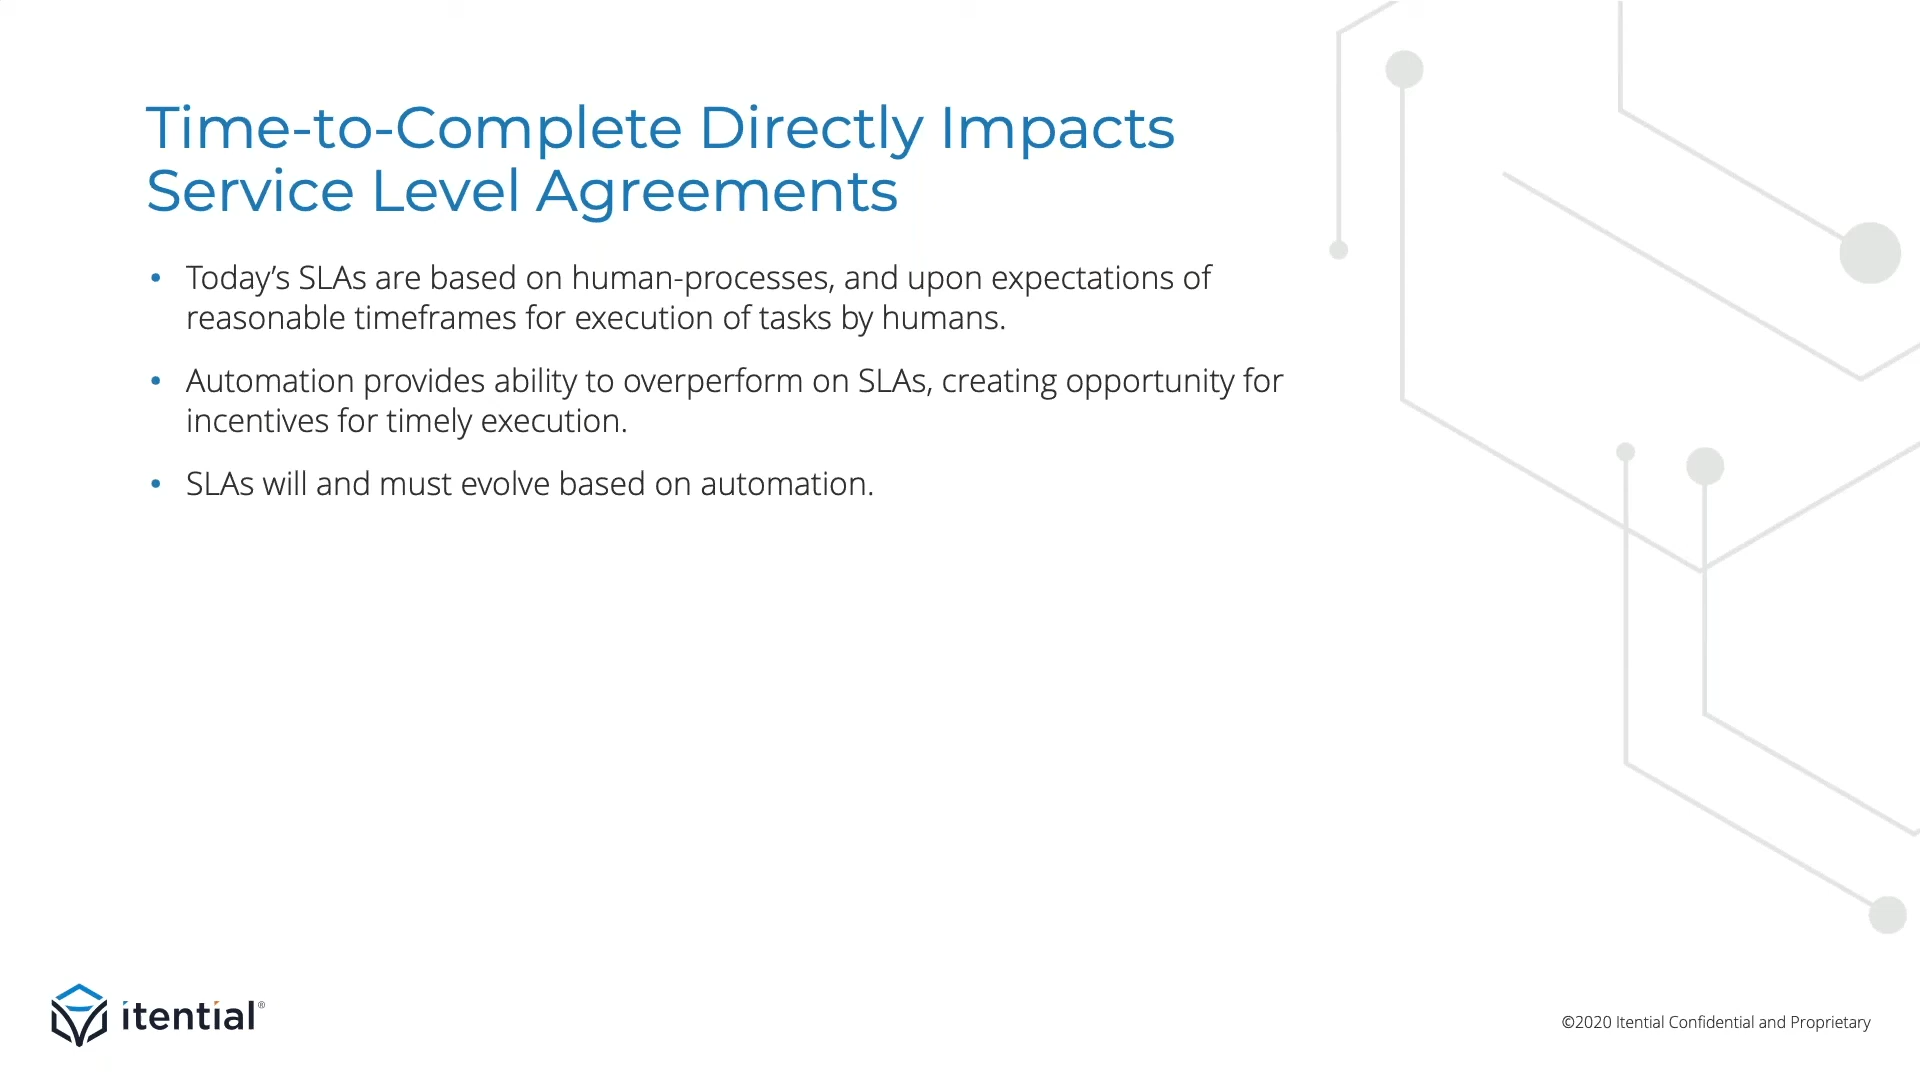 Time-to-Complete Directly Impacts
Service Level Agreements
• Today’s SLAs are based on human-processes, and upon expectations of
reasonable timeframes for execution of tasks by humans.
• Automation provides ability to overperform on SLAs, creating opportunity for
incentives for timely execution.
• SLAs will and must evolve based on automation.
itential®
©2020 Itential Confidential and Proprietary